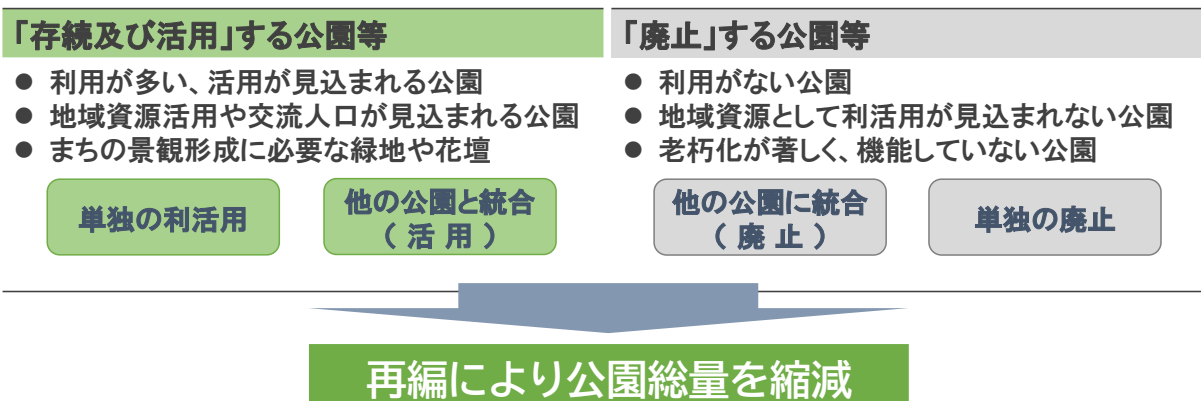 「存続及び活用」する公園等
● 利用が多い、活用が見込まれる公園
● 地域資源活用や交流人口が見込まれる公園
● まちの景観形成に必要な緑地や花壇
単独の利活用
他の公園と統合
（ 活 用 ）
「廃止」する公園等
● 利用がない公園
● 地域資源として利活用が見込まれない公園
● 老朽化が著しく、機能していない公園
他の公園に統合
（ 廃 止 ）
単独の廃止
再編により公園総量を縮減